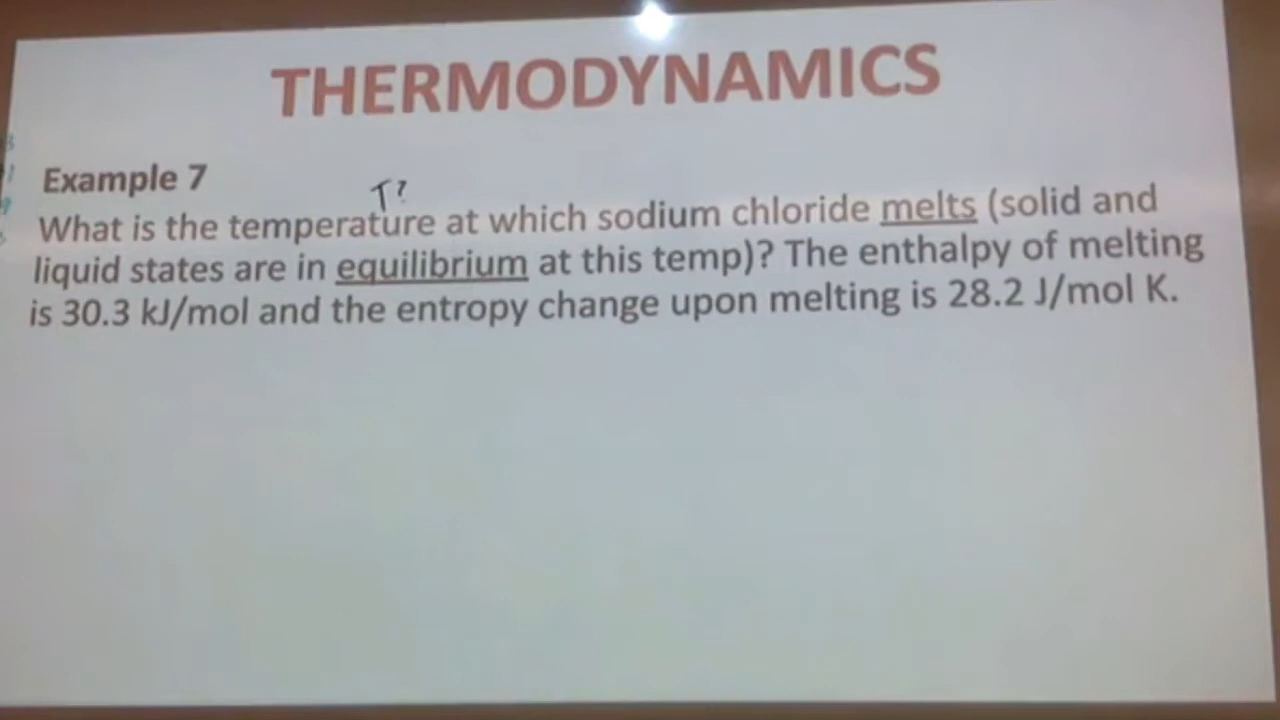 THERMODYNAMICS
Example 7
T?
What is the temperature at which sodium chloride melts (solid and
liquid states are in equilibrium at this temp)? The enthalpy of melting
is 30.3 kJ/mol and the entropy change upon melting is 28.2 J/mol K.